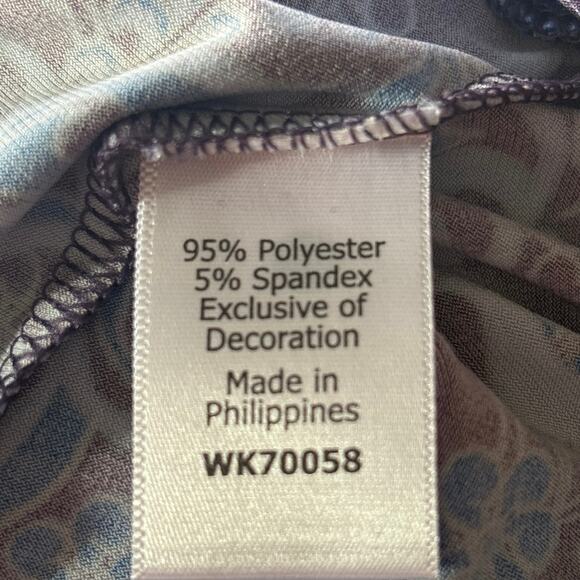 95% Polyester
5% Spandex
Exclusive of
Decoration
Made in
Philippines
WK70058